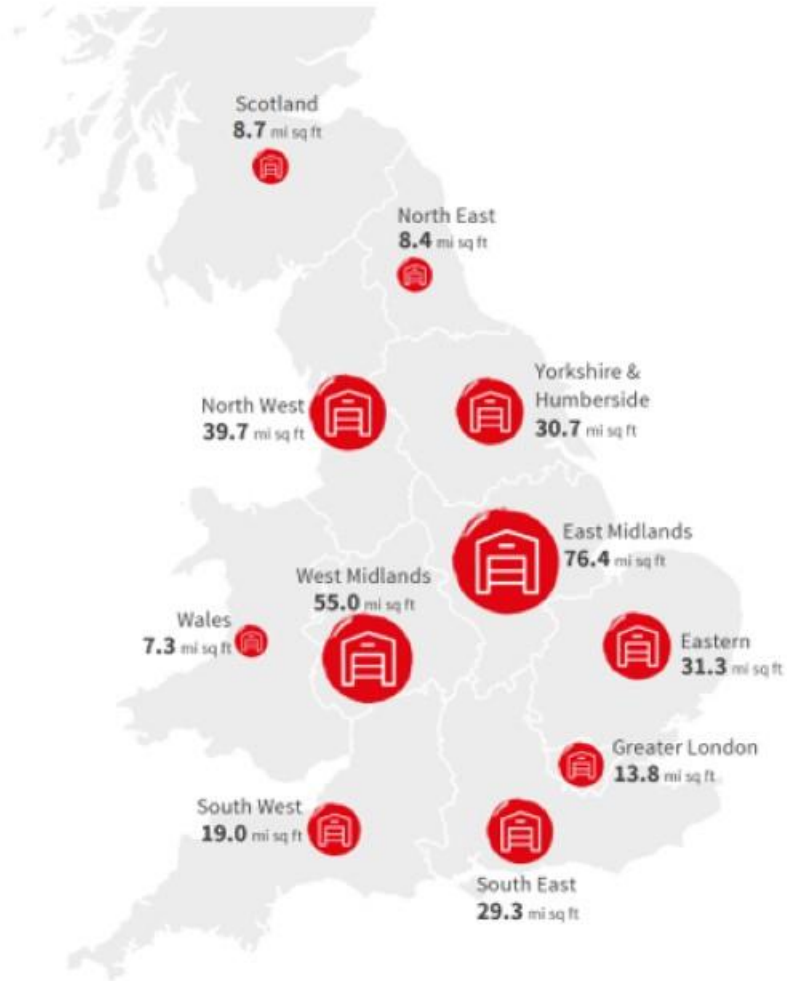 Scotland
8.7 mi sq ft
North East
8.4 mi sq ft
Yorkshire &
Humberside
30.7 mi sq ft
North West
39.7 mi sq ft
East Midlands
76.4 mi sq ft
West Midlands
55.0 mi sq ft
Wales
7.3 mi sq ft
Eastern
31.3 mi sq ft
Greater London
13.8 mi sq ft
South West
19.0 mi sq ft
South East
29.3 mi sq ft